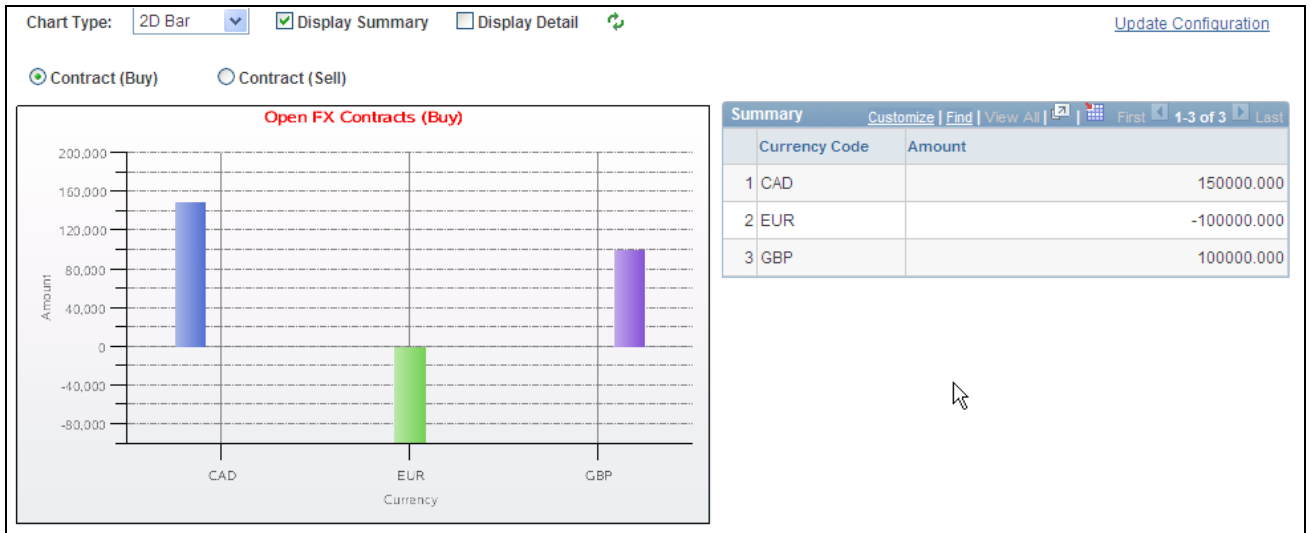 Chart Type: 2D Bar Display Summary Display Detail Update Configuration
Contract (Buy) Contract (Sell)
Open FX Contracts (Buy)
200,000
160,000
120,000
80,000
40,000
0
-40,000
-80,000
Amount
CAD EUR GBP
Currency
Summary Customize | Find | View All | | First 1-3 of 3 Last
Currency Code Amount
1 CAD 150000.000
2 EUR -100000.000
3 GBP 100000.000